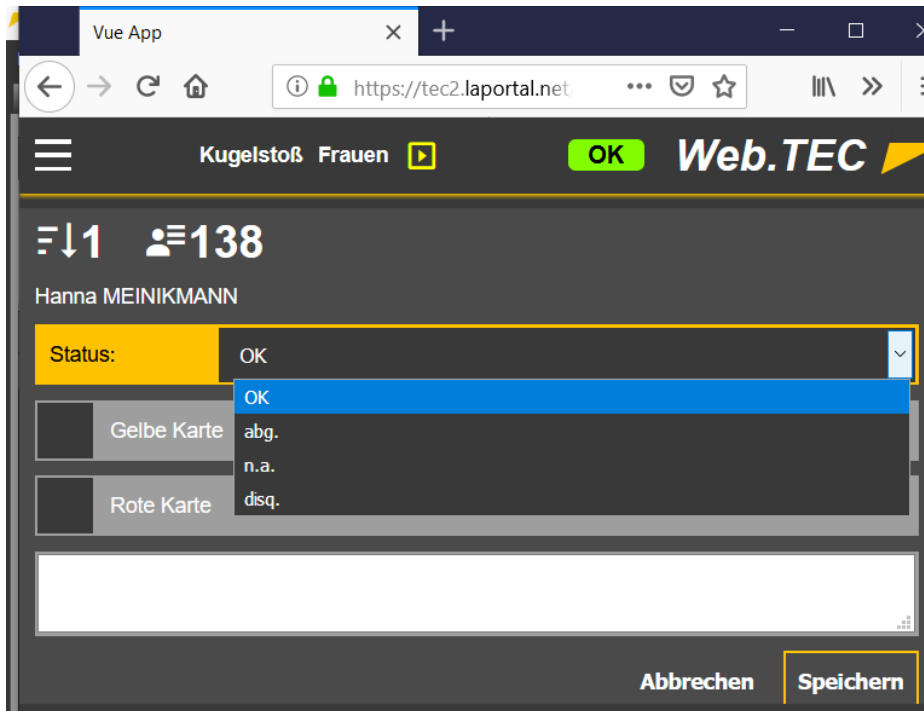 Vue App
https://tec2.laportal.net
Kugelstoß Frauen OK Web.TEC
1 138
Hanna MEINIKMANN
Status: OK
OK
Gelbe Karte abg.
n.a.
Rote Karte disq.
Abbrechen Speichern